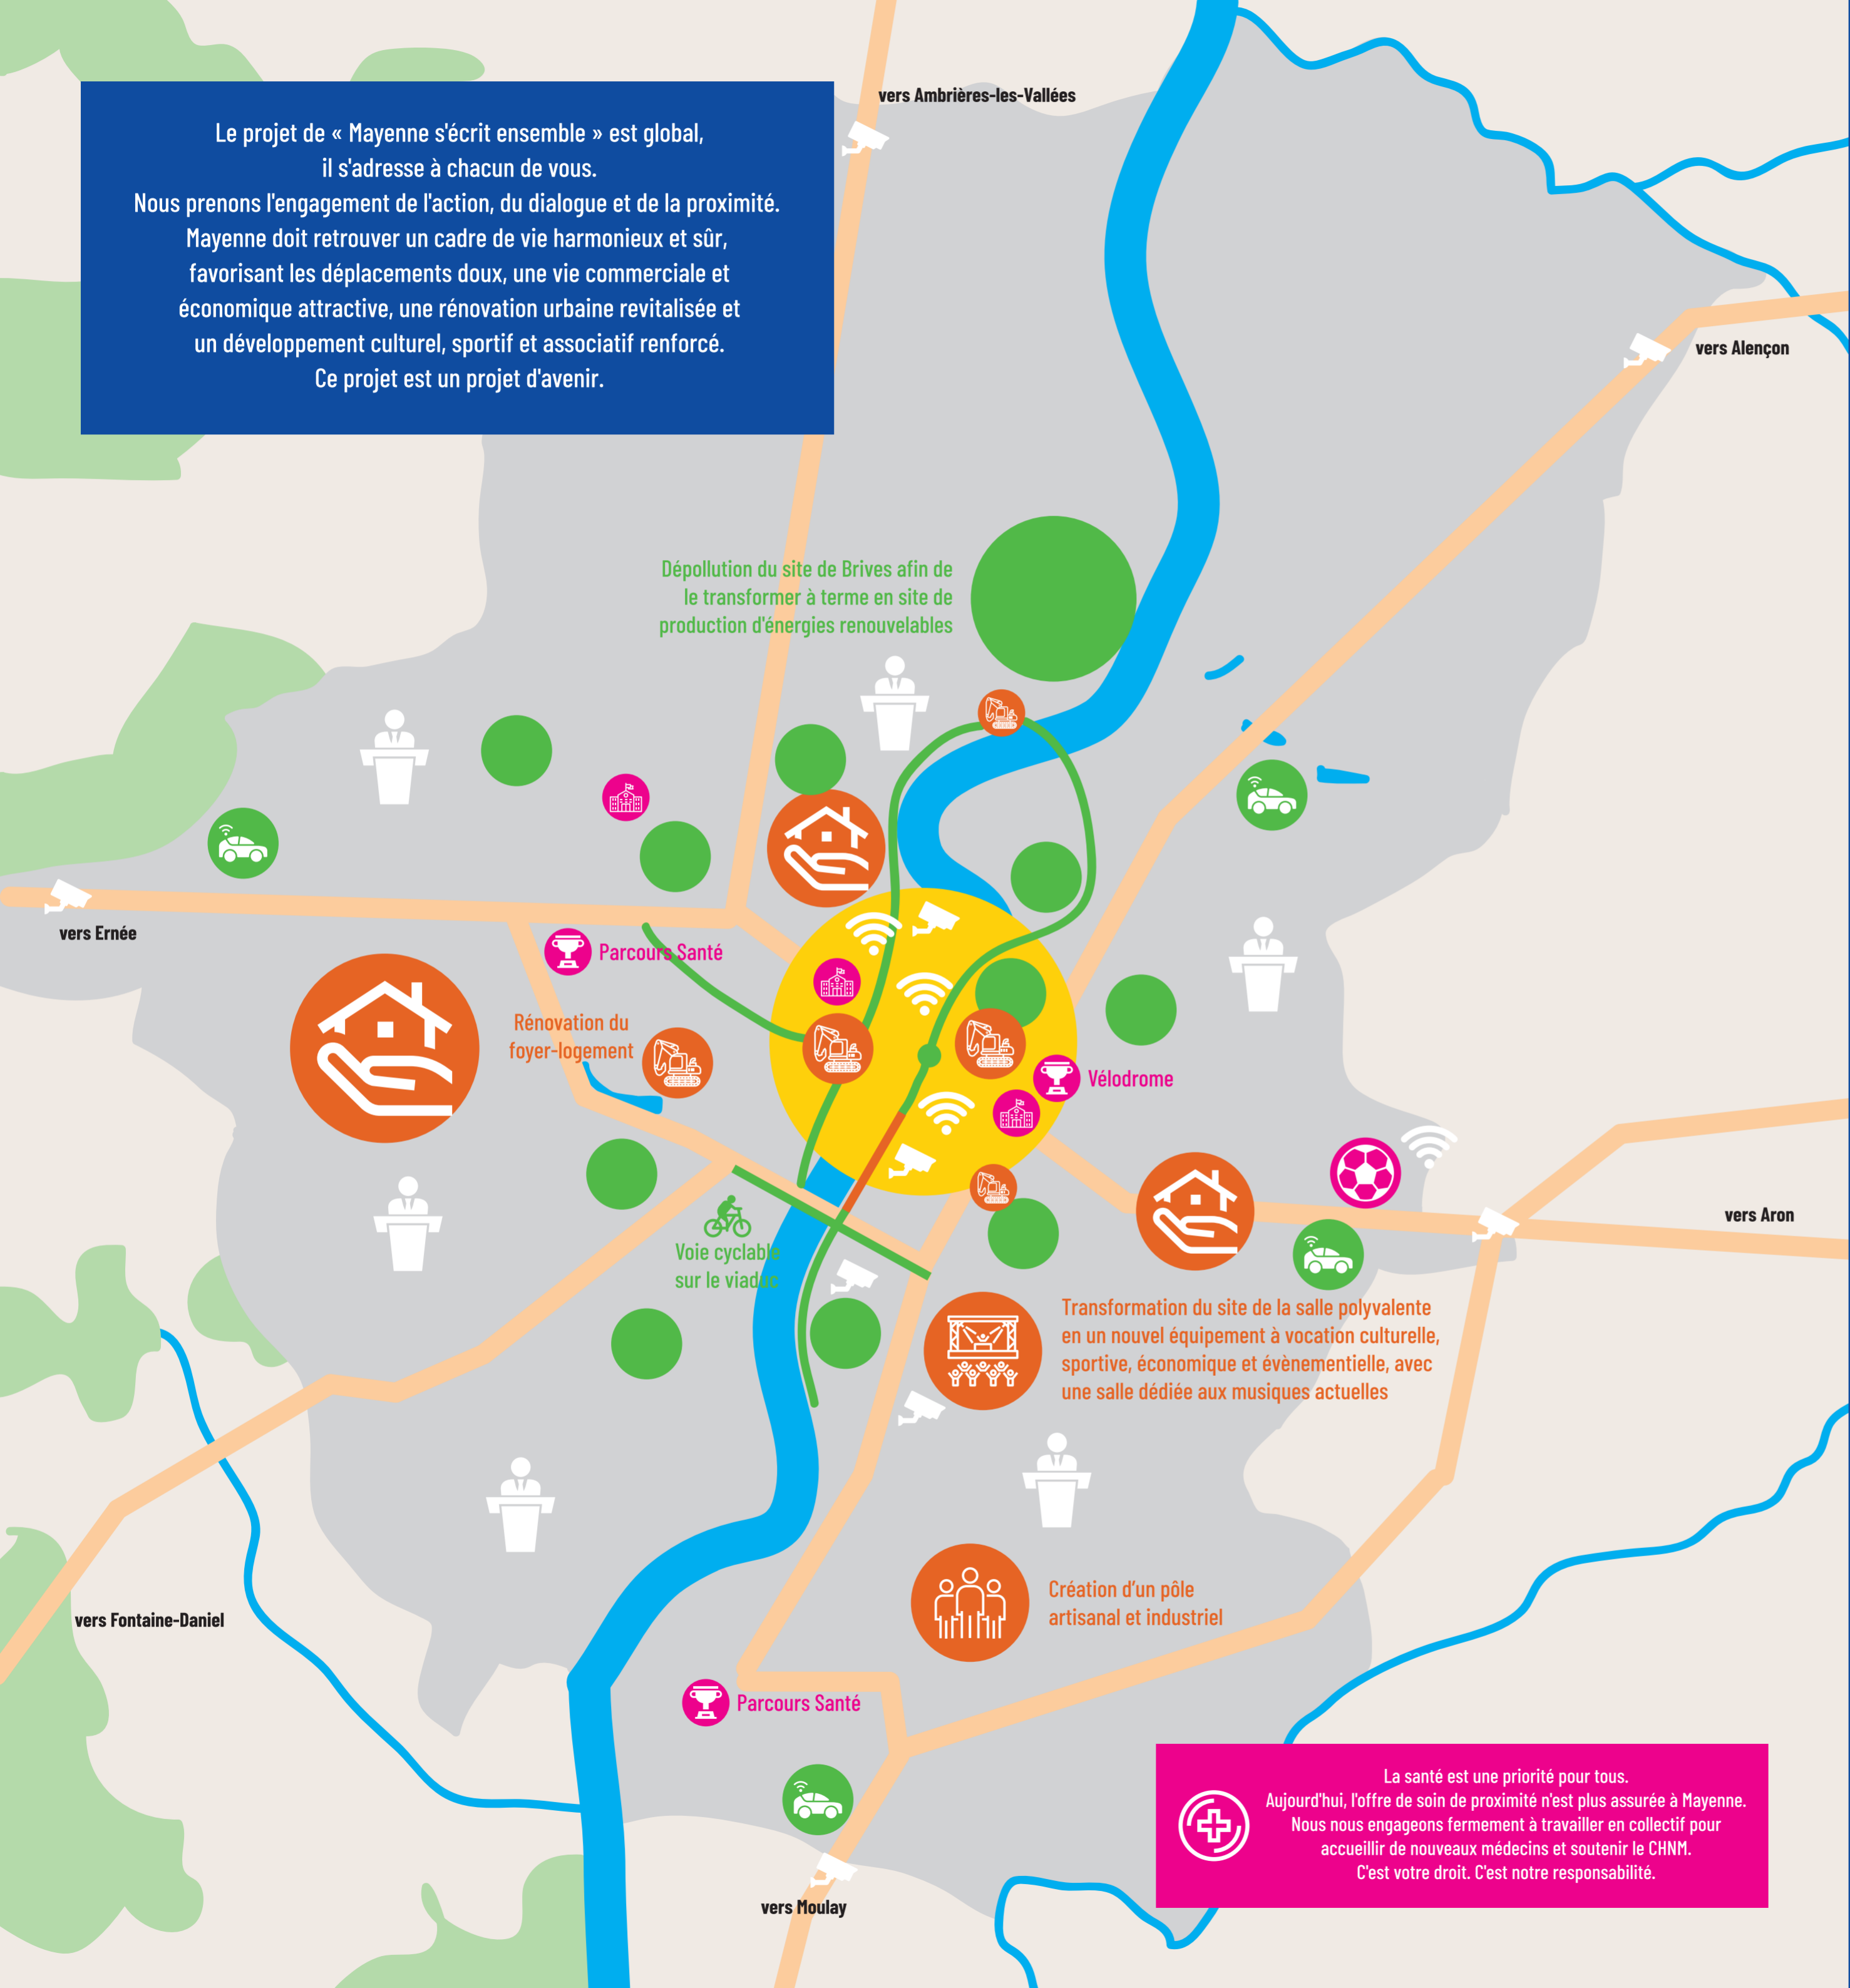 vers Ambrières-les-Vallées
Le projet de « Mayenne s'écrit ensemble » est global,
il s'adresse à chacun de vous.
Nous prenons l'engagement de l'action, du dialogue et de la proximité.
Mayenne doit retrouver un cadre de vie harmonieux et sûr,
favorisant les déplacements doux, une vie commerciale et
économique attractive, une rénovation urbaine revitalisée et
un développement culturel, sportif et associatif renforcé.
Ce projet est un projet d'avenir.
vers Alençon
Dépollution du site de Brives afin de
le transformer à terme en site de
production d'énergies renouvelables
vers Ernée
Parcours Santé
Rénovation du
foyer-logement
Vélodrome
vers Aron
Voie cyclable
sur le viaduc
Transformation du site de la salle polyvalente
en un nouvel équipement à vocation culturelle,
sportive, économique et évènementielle, avec
une salle dédiée aux musiques actuelles
Création d'un pôle
artisanal et industriel
vers Fontaine-Daniel
Parcours Santé
La santé est une priorité pour tous.
Aujourd'hui, l'offre de soin de proximité n'est plus assurée à Mayenne.
Nous nous engageons fermement à travailler en collectif pour
accueillir de nouveaux médecins et soutenir le CHNM.
C'est votre droit. C'est notre responsabilité.
vers Moulay